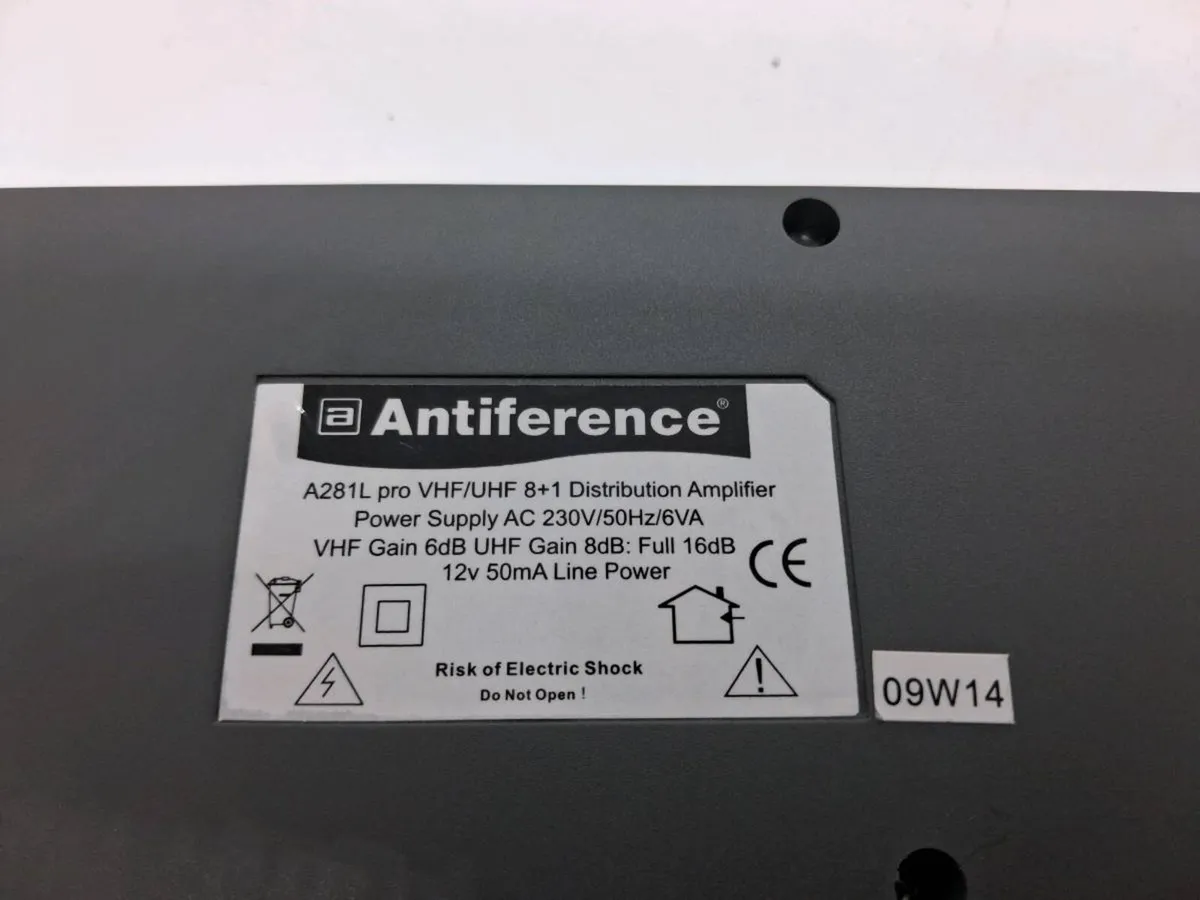 a Antiference®
A281L pro VHF/UHF 8+1 Distribution Amplifier
Power Supply AC 230V/50Hz/6VA
VHF Gain 6dB UHF Gain 8dB: Full 16dB
12v 50mA Line Power
CE
Risk of Electric Shock
Do Not Open !
09W14